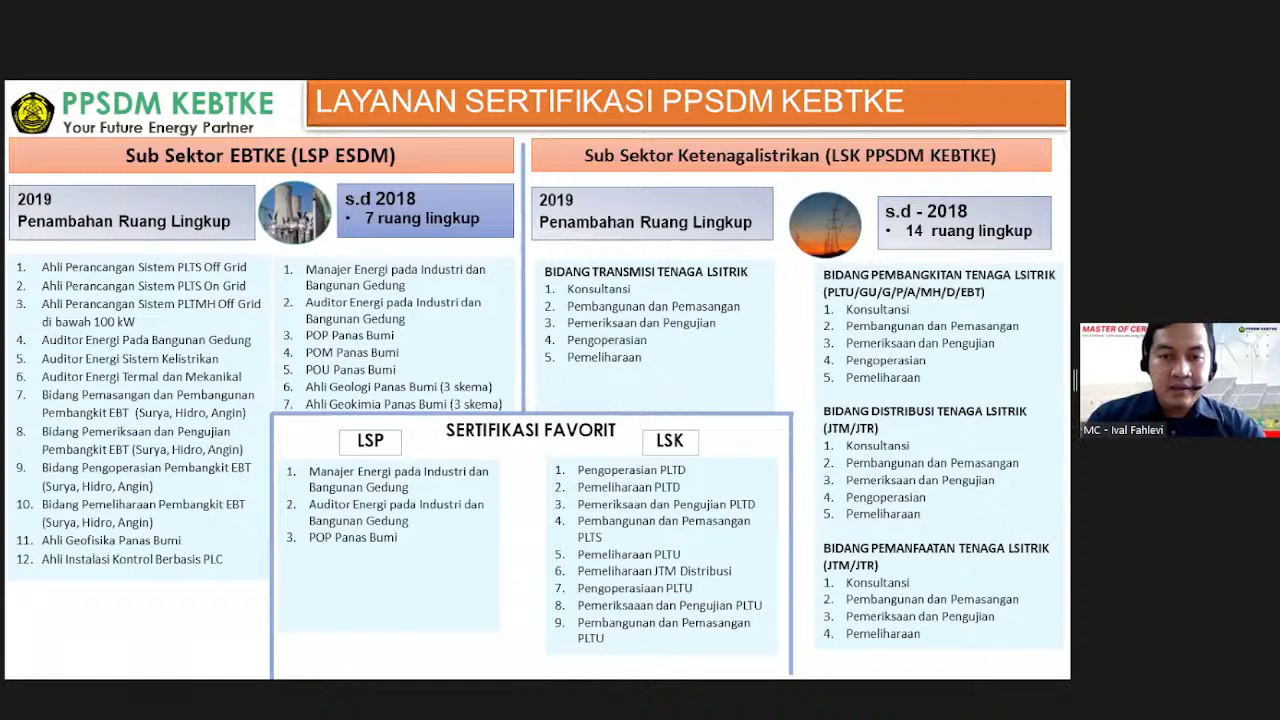 PPSDM KEBTKE
Your Future Energy Partner
LAYANAN SERTIFIKASI PPSDM KEBTKE
Sub Sektor EBTKE (LSP ESDM)
2019
Penambahan Ruang Lingkup
s.d 2018
• 7 ruang lingkup
1. Ahli Perancangan Sistem PLTS Off Grid
2. Ahli Perancangan Sistem PLTS On Grid
3. Ahli Perancangan Sistem PLTMH Off Grid
di bawah 100 kW
4. Auditor Energi Pada Bangunan Gedung
5. Auditor Energi Sistem Kelistrikan
6. Auditor Energi Termal dan Mekanikal
7. Bidang Pemasangan dan Pembangunan
Pembangkit EBT (Surya, Hidro, Angin)
8. Bidang Pemeriksaan dan Pengujian
Pembangkit EBT (Surya, Hidro, Angin)
9. Bidang Pengoperasian Pembangkit EBT
(Surya, Hidro, Angin)
10. Bidang Pemeliharaan Pembangkit EBT
(Surya, Hidro, Angin)
11. Ahli Geofisika Panas Bumi
12. Ahli Instalasi Kontrol Berbasis PLC
1. Manajer Energi pada Industri dan
Bangunan Gedung
2. Auditor Energi pada Industri dan
Bangunan Gedung
3. POP Panas Bumi
4. POM Panas Bumi
5. POU Panas Bumi
6. Ahli Geologi Panas Bumi (3 skema)
7. Ahli Geokimia Panas Bumi (3 skema)
Sub Sektor Ketenagalistrikan (LSK PPSDM KEBTKE)
2019
Penambahan Ruang Lingkup
s.d - 2018
• 14 ruang lingkup
BIDANG TRANSMISI TENAGA LSITRIK
1. Konsultansi
2. Pembangunan dan Pemasangan
3. Pemeriksaan dan Pengujian
4. Pengoperasian
5. Pemeliharaan
BIDANG PEMBANGKITAN TENAGA LSITRIK
(PLTU/GU/G/P/A/MH/D/EBT)
1. Konsultansi
2. Pembangunan dan Pemasangan
3. Pemeriksaan dan Pengujian
4. Pengoperasian
5. Pemeliharaan
BIDANG DISTRIBUSI TENAGA LSITRIK
(JTM/JTR)
1. Konsultansi
2. Pembangunan dan Pemasangan
3. Pemeriksaan dan Pengujian
4. Pengoperasian
5. Pemeliharaan
BIDANG PEMANFAATAN TENAGA LSITRIK
(JTM/JTR)
1. Konsultansi
2. Pembangunan dan Pemasangan
3. Pemeriksaan dan Pengujian
4. Pemeliharaan
SERTIFIKASI FAVORIT
LSP
1. Manajer Energi pada Industri dan
Bangunan Gedung
2. Auditor Energi pada Industri dan
Bangunan Gedung
3. POP Panas Bumi
LSK
1. Pengoperasian PLTD
2. Pemeliharaan PLTD
3. Pemeriksaan dan Pengujian PLTD
4. Pembangunan dan Pemasangan
PLTS
5. Pemeliharaan PLTU
6. Pemeliharaan JTM Distribusi
7. Pengoperasiaan PLTU
8. Pemeriksaaan dan Pengujian PLTU
9. Pembangunan dan Pemasangan
PLTU
MASTER OF CER
PPSDM KEBTKE
MC - Ival Fahlevi